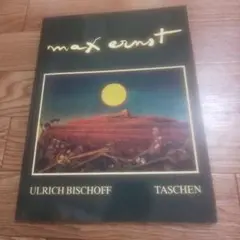 max ernst
ULRICH BISCHOFF TASCHEN